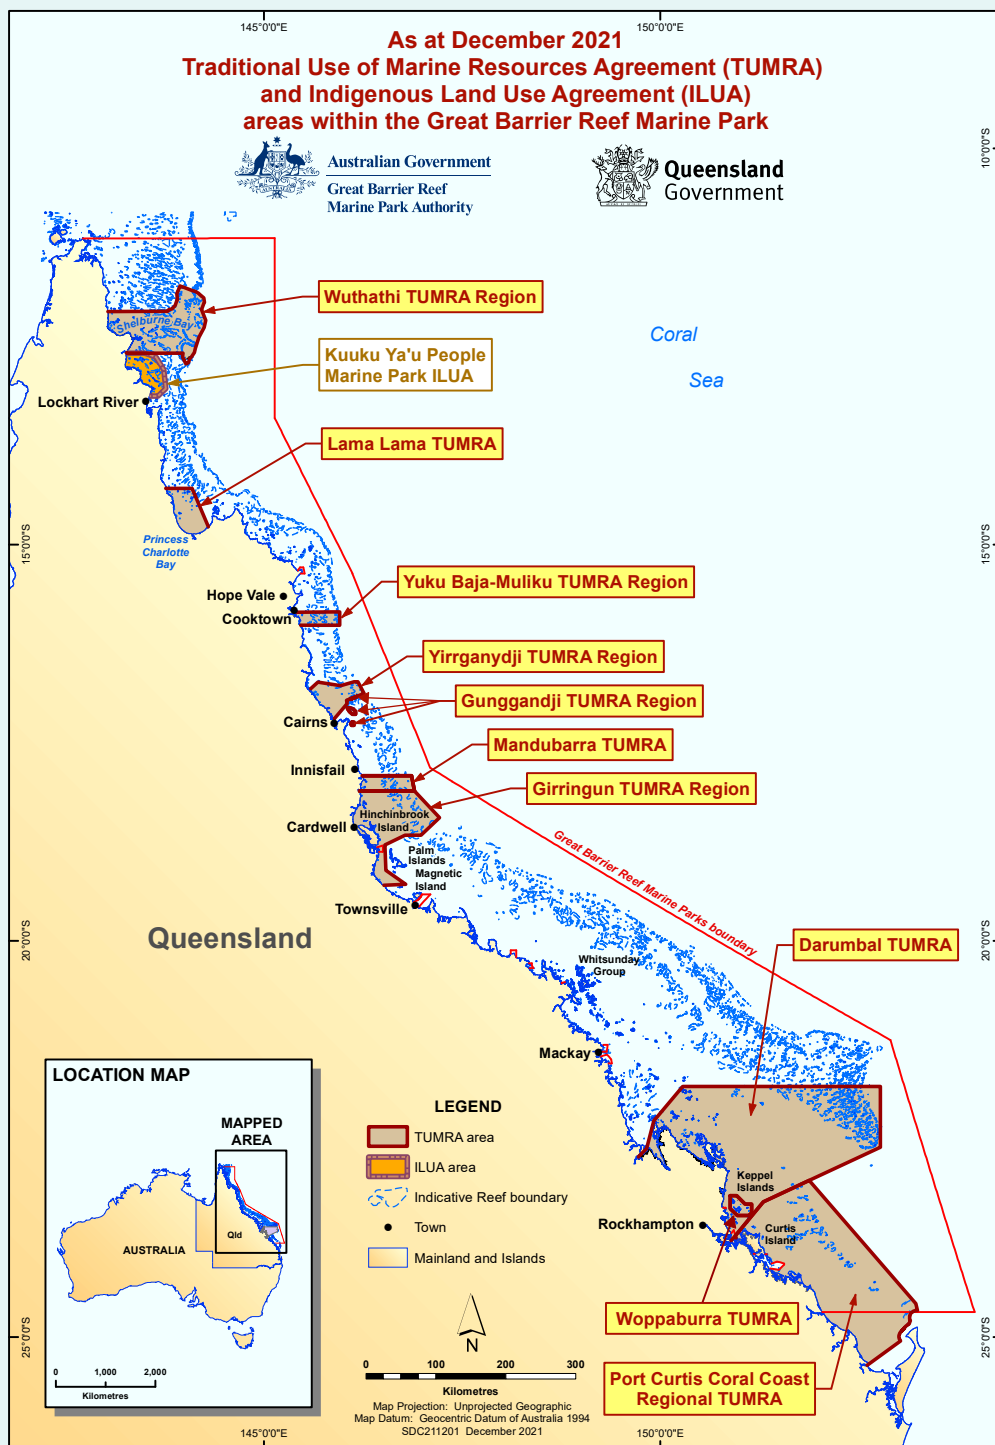 145°0'0"E
150°0'0"E
As at December 2021
Traditional Use of Marine Resources Agreement (TUMRA)
and Indigenous Land Use Agreement (ILUA)
areas within the Great Barrier Reef Marine Park
Australian Government
Great Barrier Reef
Marine Park Authority
Queensland
Government
10°0'0"S
10°0'0"S
Wuthathi TUMRA Region
Shelburne Bay
Coral
Sea
Kuuku Ya'u People
Marine Park ILUA
Lockhart River
Lama Lama TUMRA
Princess
Charlotte
Bay
15°0'0"S
15°0'0"S
Yuku Baja-Muliku TUMRA Region
Hope Vale
Cooktown
Yirrganydji TUMRA Region
Gunggandji TUMRA Region
Cairns
Mandubarra TUMRA
Innisfail
Girringun TUMRA Region
Hinchinbrook
Island
Cardwell
Palm
Islands
Magnetic
Island
Great Barrier Reef Marine Parks boundary
Townsville
Queensland
20°0'0"S
20°0'0"S
Darumbal TUMRA
Whitsunday
Group
Mackay
LOCATION MAP
MAPPED
AREA
Qld
AUSTRALIA
0 1,000 2,000
Kilometres
LEGEND
TUMRA area
ILUA area
Indicative Reef boundary
Town
Mainland and Islands
Keppel
Islands
Rockhampton
Curtis
Island
Woppaburra TUMRA
Port Curtis Coral Coast
Regional TUMRA
N
0 100 200 300
Kilometres
Map Projection: Unprojected Geographic
Map Datum: Geocentric Datum of Australia 1994
SDC211201 December 2021
25°0'0"S
25°0'0"S
145°0'0"E
150°0'0"E